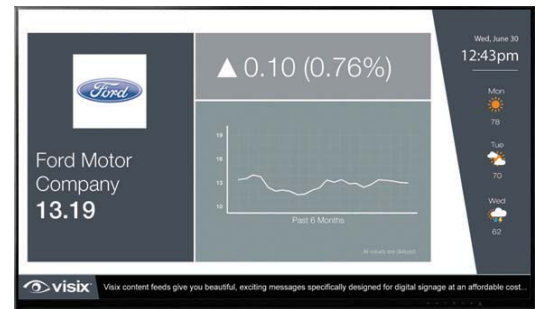 Ford
Ford Motor
Company
13.19
▲ 0.10 (0.76%)
19
16
13
10
Past 6 Months
All values are delayed
Wed, June 30
12:43pm
Mon
78
Tue
70
Wed
62
visix
Visix content feeds give you beautiful, exciting messages specifically designed for digital signage at an affordable cost...